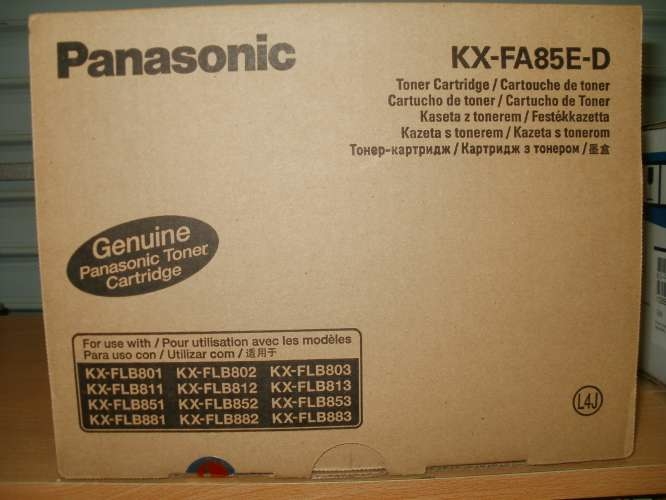 Panasonic
KX-FA85E-D
Toner Cartridge / Cartouche de toner
Cartucho de toner / Cartucho de Toner
Kaseta z tonerem / Festékkazetta
Kazeta s tonerem / Kazeta s tonerom
Тонер-картридж / Картридж з тонером / 墨盒
Genuine
Panasonic Toner
Cartridge
For use with / Pour utilisation avec les modèles
Para uso con / Utilizar com / 适用于
KX-FLB801 KX-FLB802 KX-FLB803
KX-FLB811 KX-FLB812 KX-FLB813
KX-FLB851 KX-FLB852 KX-FLB853
KX-FLB881 KX-FLB882 KX-FLB883
L4J